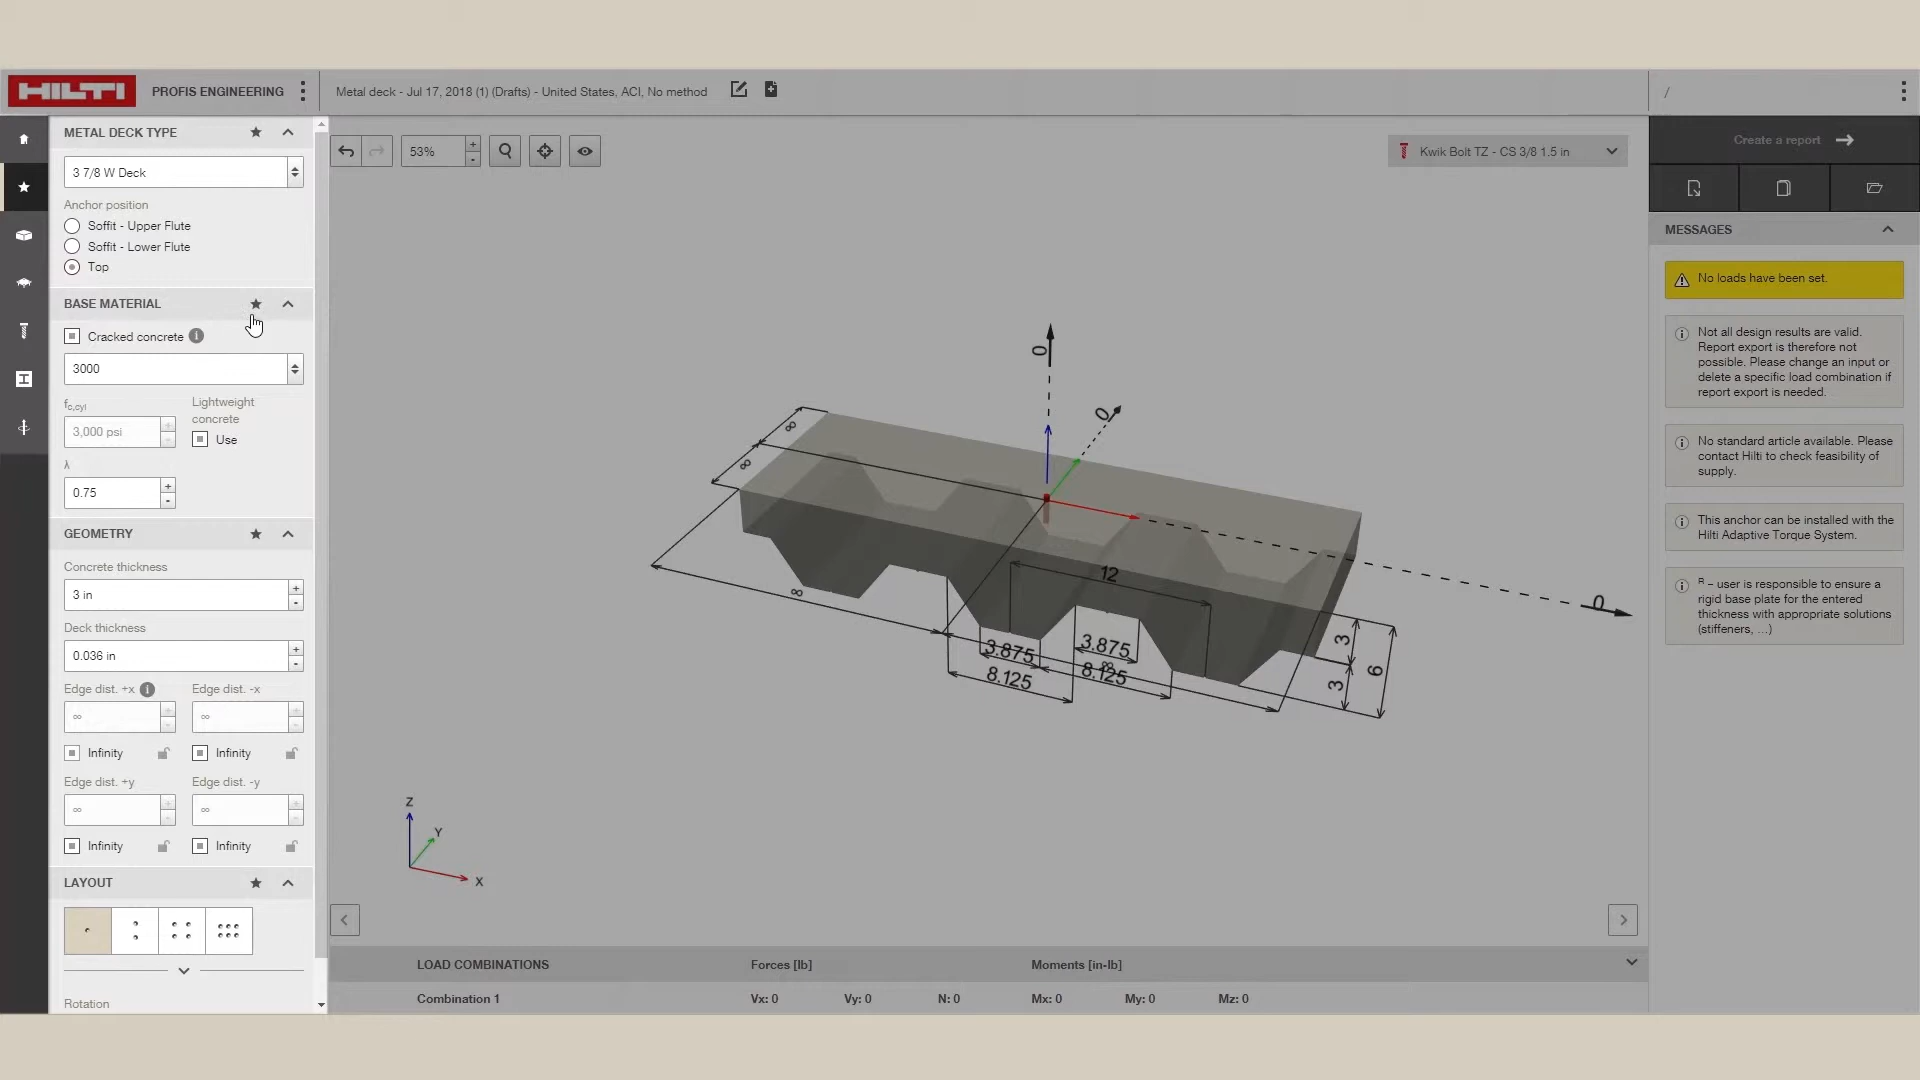 HILTI PROFIS ENGINEERING
Metal deck - Jul 17, 2018 (1) (Drafts) - United States, ACI, No method
/
METAL DECK TYPE
3 7/8 W Deck
Anchor position
Soffit - Upper Flute
Soffit - Lower Flute
Top
BASE MATERIAL
Cracked concrete
3000
fc,cyl
3,000 psi
Lightweight
concrete
Use
λ
0.75
GEOMETRY
Concrete thickness
3 in
Deck thickness
0.036 in
Edge dist. +x
Edge dist. -x
∞
∞
Infinity
Infinity
Edge dist. +y
Edge dist. -y
∞
∞
Infinity
Infinity
LAYOUT
Rotation
53%
Kwik Bolt TZ - CS 3/8 1.5 in
0
0
0
∞
∞
∞
12
3.875
3.875
∞
8.125
8.125
3
3
6
Z
Y
X
LOAD COMBINATIONS
Forces [lb]
Moments [in-lb]
Combination 1
Vx: 0
Vy: 0
N: 0
Mx: 0
My: 0
Mz: 0
Create a report
MESSAGES
No loads have been set.
Not all design results are valid.
Report export is therefore not
possible. Please change an input or
delete a specific load combination if
report export is needed.
No standard article available. Please
contact Hilti to check feasibility of
supply.
This anchor can be installed with the
Hilti Adaptive Torque System.
R – user is responsible to ensure a
rigid base plate for the entered
thickness with appropriate solutions
(stiffeners, ...)